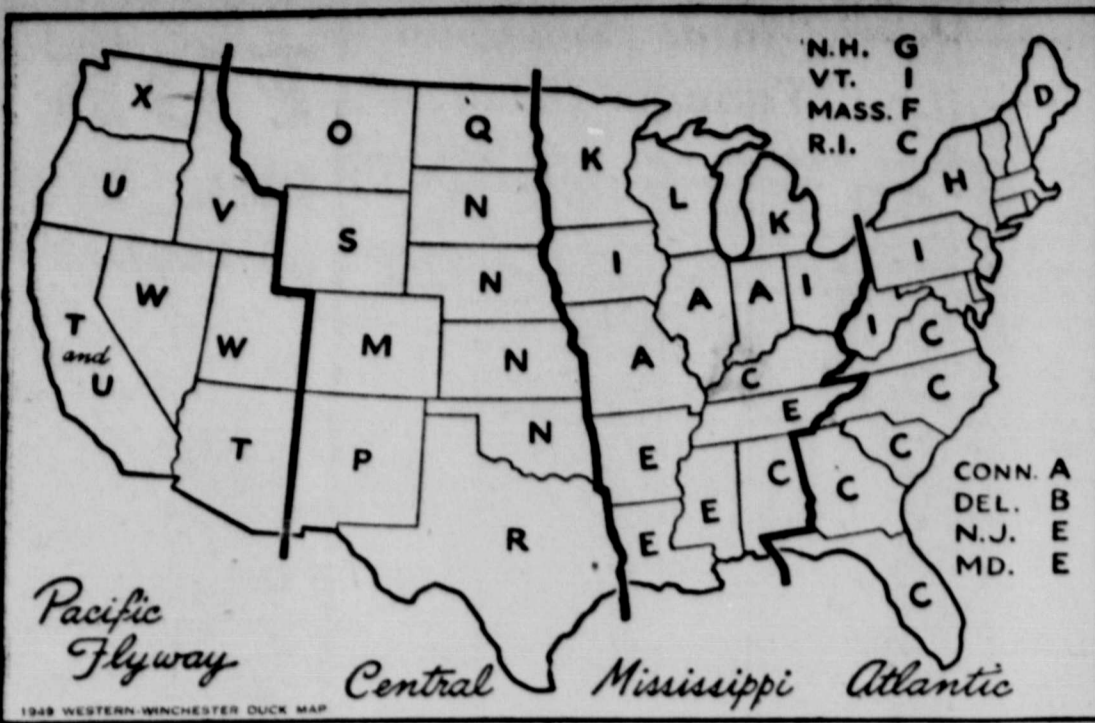 N.H. G
VT. I
MASS. F
R.I. C
X
O
Q
K
D
U
V
S
N
L
K
H
W
W
M
N
I
A
A
I
I
I
C
T
and
U
N
A
C
E
C
T
P
N
E
E
C
C
C
R
E
C
CONN. A
DEL. B
N.J. E
MD. E
Pacific
Flyway
Central
Mississippi
Atlantic
1949 WESTERN-WINCHESTER DUCK MAP